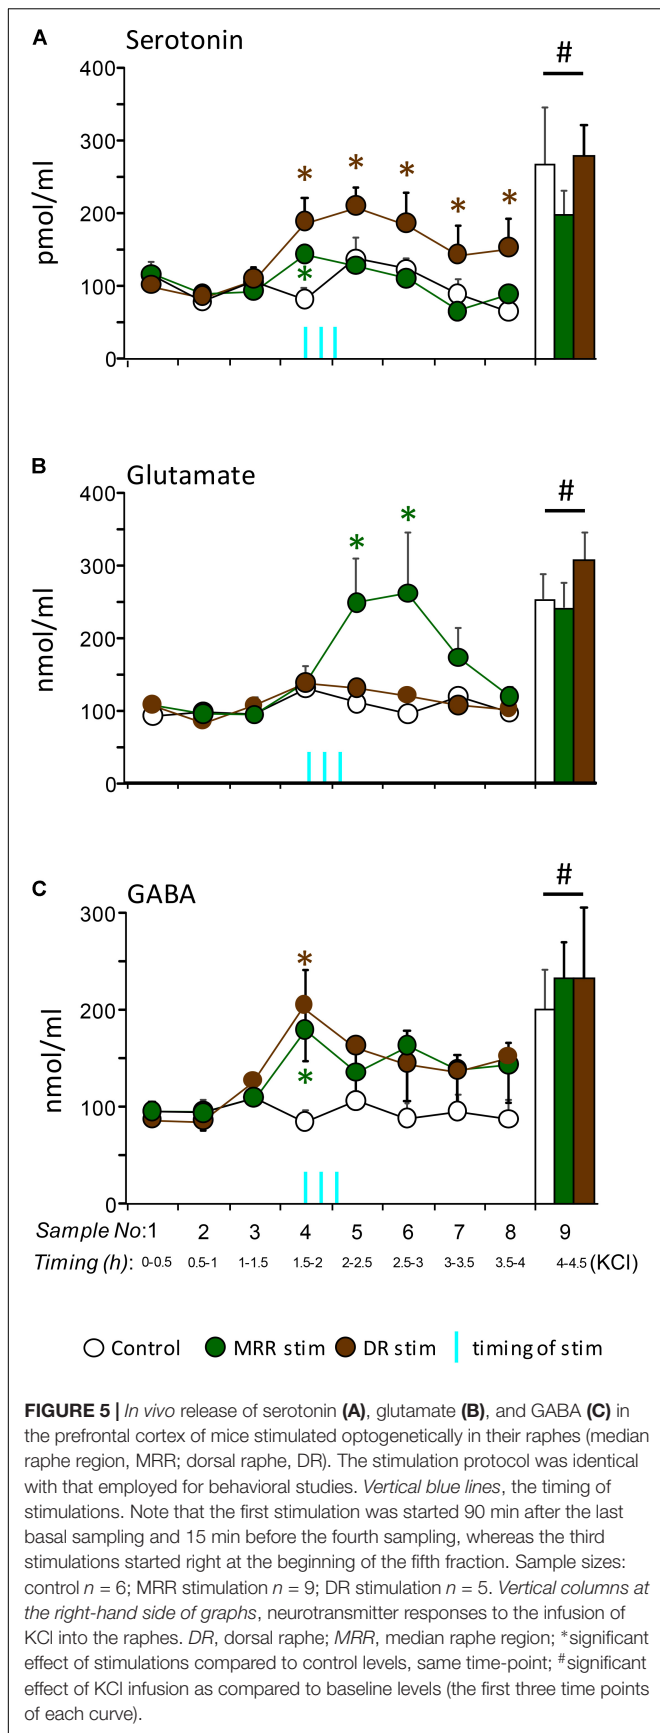 A Serotonin
#
400
300
200
100
0
pmol/ml
* * * * *
*
B Glutamate
#
400
300
200
100
0
nmol/ml
* *
C GABA
#
300
200
100
0
nmol/ml
*
*
Sample No:1 2 3 4 5 6 7 8 9
Timing (h): 0-0.5 0.5-1 1-1.5 1.5-2 2-2.5 2.5-3 3-3.5 3.5-4 4-4.5 (KCl)
Control MRR stim DR stim timing of stim
FIGURE 5 | In vivo release of serotonin (A), glutamate (B), and GABA (C) in
the prefrontal cortex of mice stimulated optogenetically in their raphes (median
raphe region, MRR; dorsal raphe, DR). The stimulation protocol was identical
with that employed for behavioral studies. Vertical blue lines, the timing of
stimulations. Note that the first stimulation was started 90 min after the last
basal sampling and 15 min before the fourth sampling, whereas the third
stimulations started right at the beginning of the fifth fraction. Sample sizes:
control n = 6; MRR stimulation n = 9; DR stimulation n = 5. Vertical columns at
the right-hand side of graphs, neurotransmitter responses to the infusion of
KCl into the raphes. DR, dorsal raphe; MRR, median raphe region; *significant
effect of stimulations compared to control levels, same time-point; #significant
effect of KCl infusion as compared to baseline levels (the first three time points
of each curve).